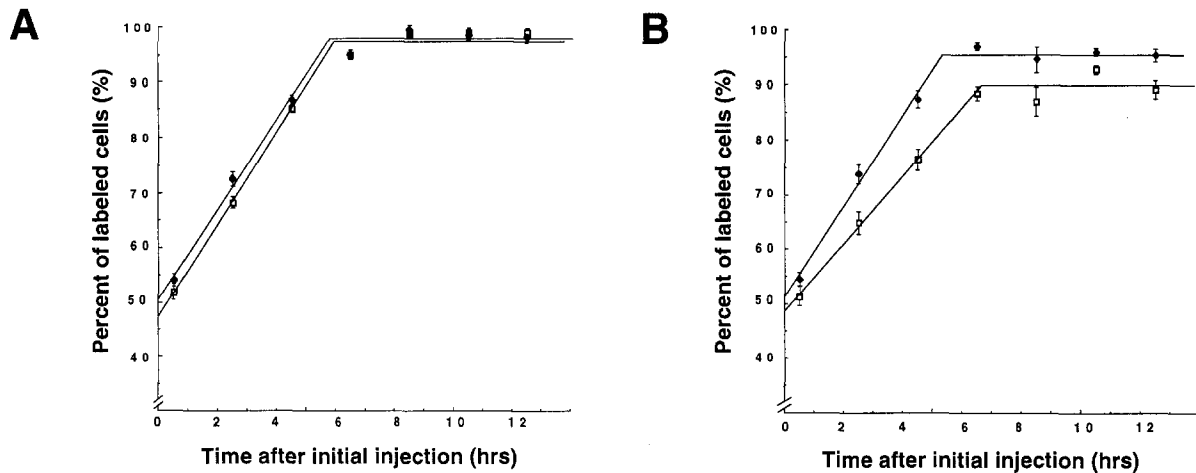 A
Percent of labeled cells (%)
100
90
80
70
60
50
40
0 2 4 6 8 10 12
Time after initial injection (hrs)
B
Percent of labeled cells (%)
100
90
80
70
60
50
40
0 2 4 6 8 10 12
Time after initial injection (hrs)